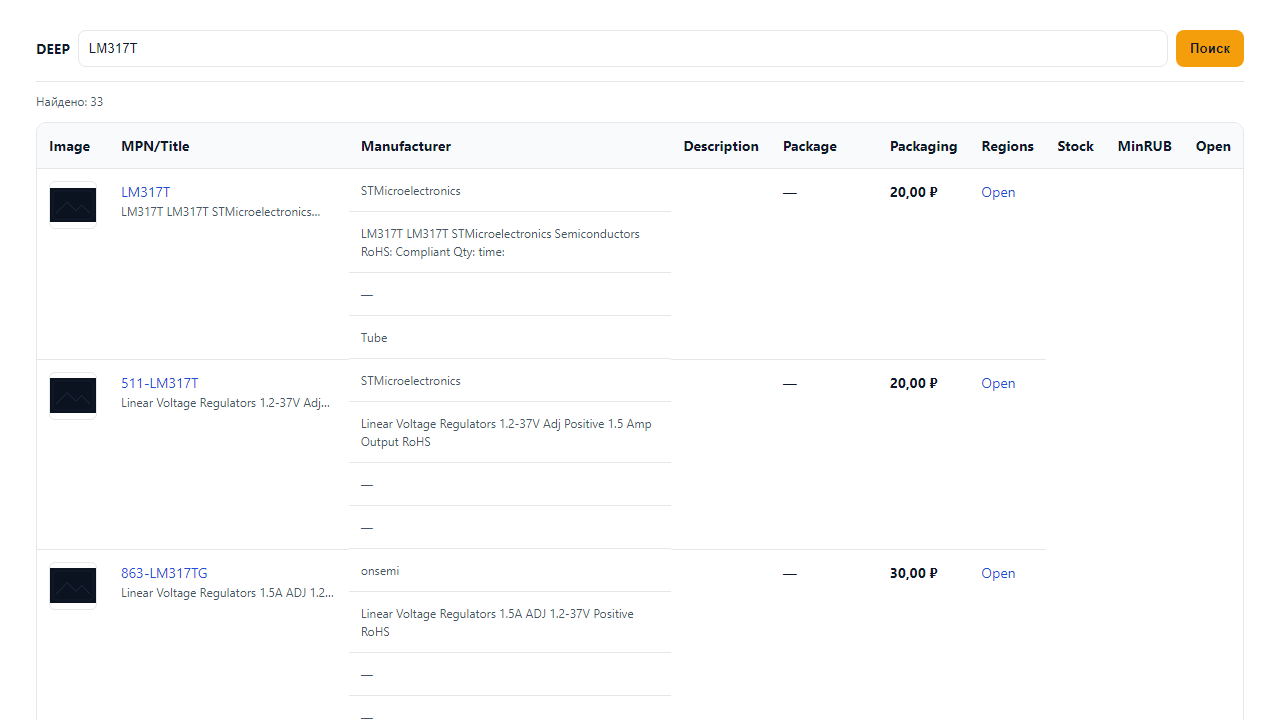 DEEP LM317T Поиск
Найдено: 33
Image MPN/Title Manufacturer Description Package Packaging Regions Stock MinRUB Open
LM317T STMicroelectronics — 20,00 ₽ Open
LM317T LM317T STMicroelectronics...
LM317T LM317T STMicroelectronics Semiconductors
RoHS: Compliant Qty: time:
—
Tube
511-LM317T STMicroelectronics — 20,00 ₽ Open
Linear Voltage Regulators 1.2-37V Adj...
Linear Voltage Regulators 1.2-37V Adj Positive 1.5 Amp
Output RoHS
—
—
863-LM317TG onsemi — 30,00 ₽ Open
Linear Voltage Regulators 1.5A ADJ 1.2...
Linear Voltage Regulators 1.5A ADJ 1.2-37V Positive
RoHS
—
—